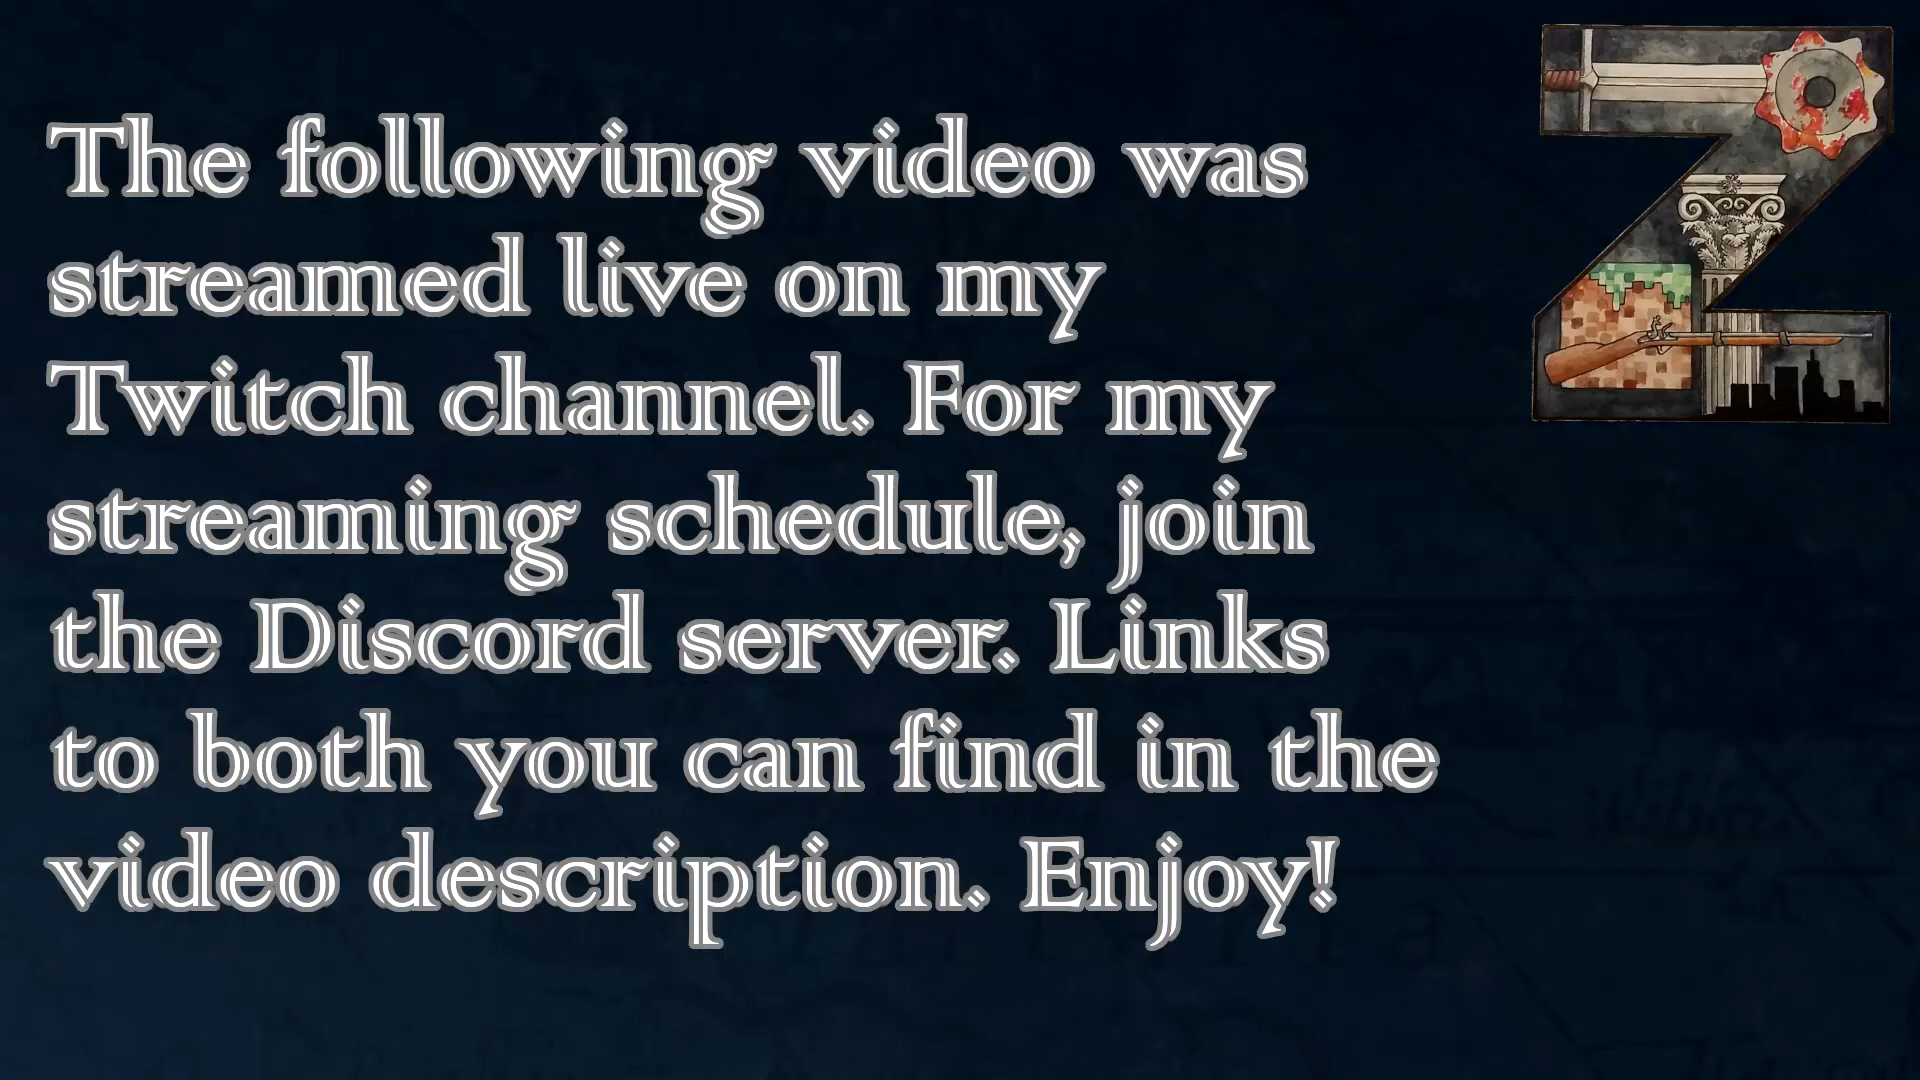 The following video was
streamed live on my
Twitch channel. For my
streaming schedule, join
the Discord server. Links
to both you can find in the
video description. Enjoy!